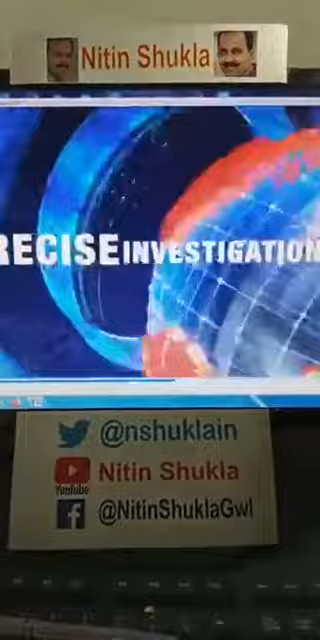 Nitin Shukla
RECISE INVESTIGATION
@nshuklain
YouTube Nitin Shukla
@NitinShuklaGwl